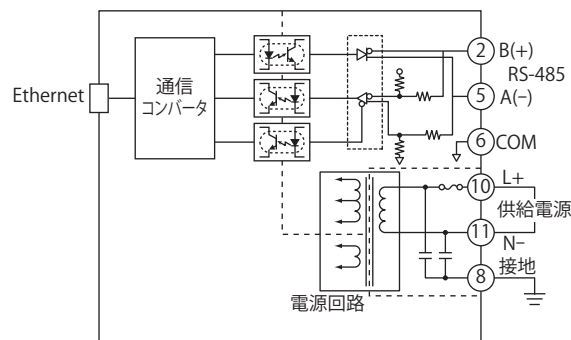 Ethernet
通信
コンバータ
2 B(+)
RS-485
5 A(−)
6 COM
10 L+
供給電源
11 N−
8 接地
電源回路